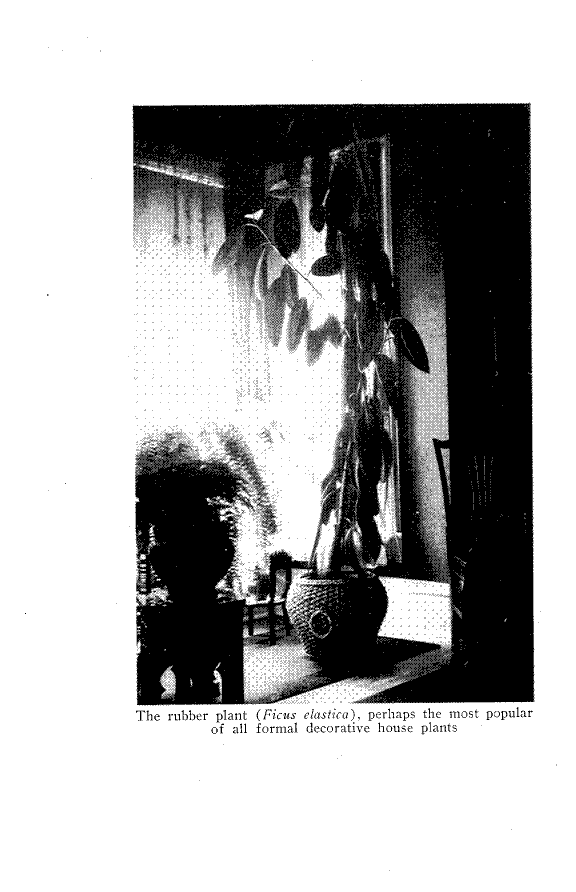 The rubber plant (Ficus elastica), perhaps the most popular
of all formal decorative house plants